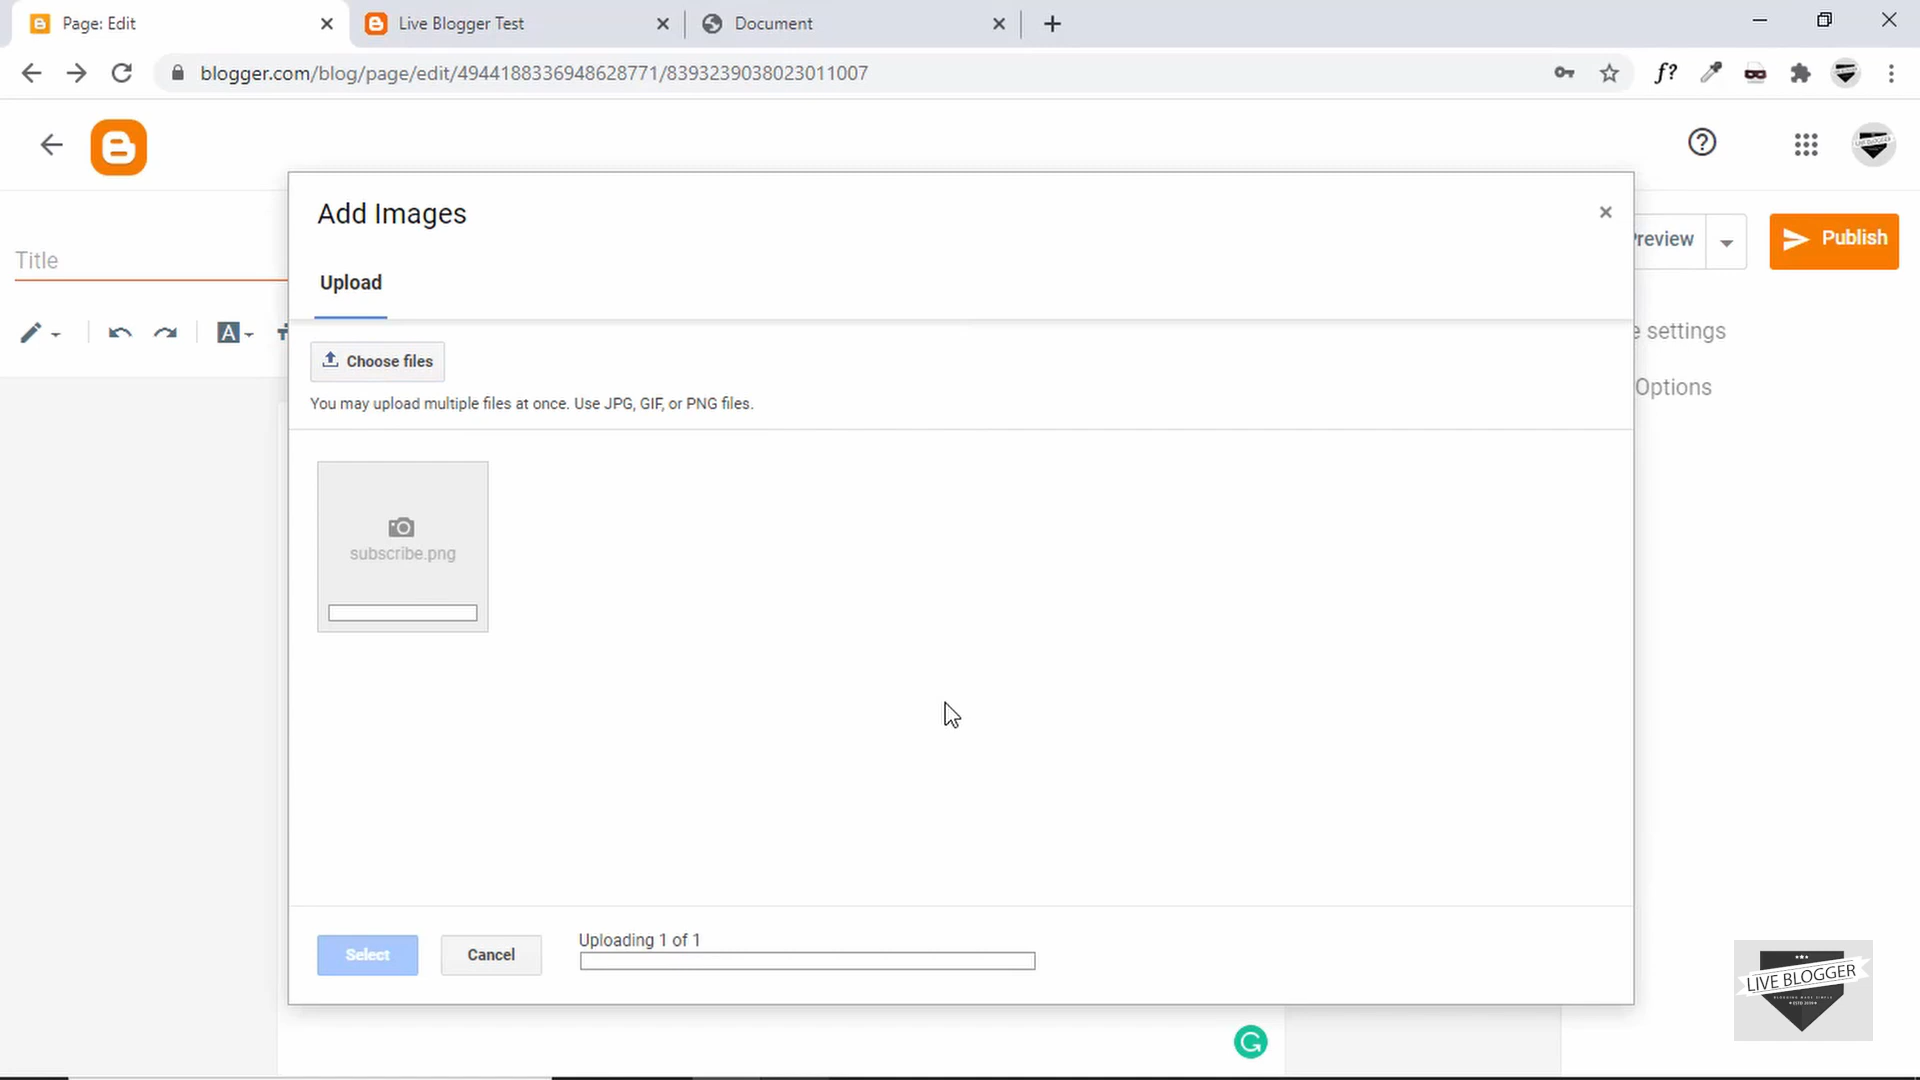 Page: Edit
Live Blogger Test
Document
blogger.com/blog/page/edit/4944188336948628771/8393239038023011007
f?
Add Images
Title
Preview
Publish
Upload
A
e settings
Choose files
Options
You may upload multiple files at once. Use JPG, GIF, or PNG files.
subscribe.png
Uploading 1 of 1
Select
Cancel
LIVE BLOGGER